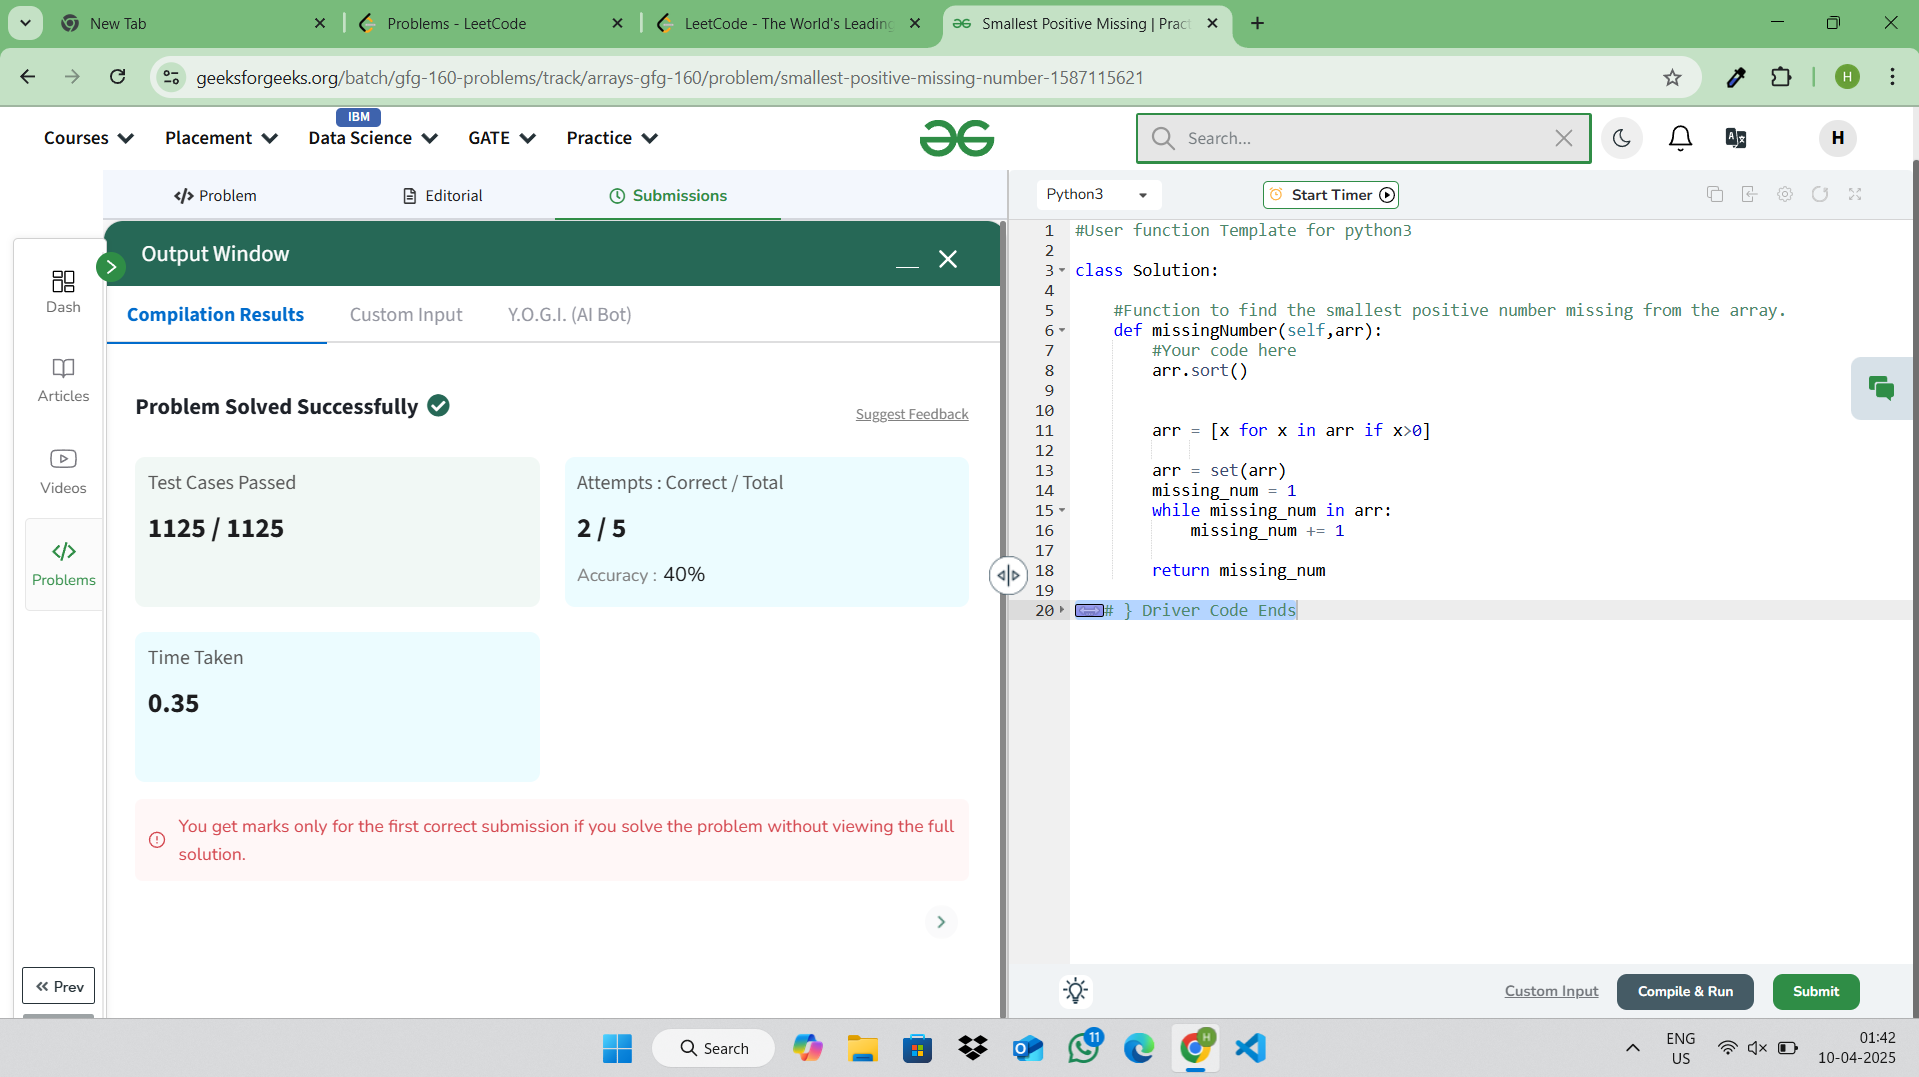 New Tab
Problems - LeetCode
LeetCode - The World's Leading
Smallest Positive Missing | Pract
geeksforgeeks.org/batch/gfg-160-problems/track/arrays-gfg-160/problem/smallest-positive-missing-number-1587115621
H
IBM
Courses
Placement
Data Science
GATE
Practice
Search...
H
</> Problem
Editorial
Submissions
Python3
Start Timer
Dash
Articles
Videos
</>
Problems
Prev
Output Window
Compilation Results
Custom Input
Y.O.G.I. (AI Bot)
Problem Solved Successfully
Suggest Feedback
Test Cases Passed
1125 / 1125
Attempts : Correct / Total
2 / 5
Accuracy : 40%
Time Taken
0.35
You get marks only for the first correct submission if you solve the problem without viewing the full
solution.
1 #User function Template for python3
2
3 class Solution:
4
5 #Function to find the smallest positive number missing from the array.
6 def missingNumber(self,arr):
7 #Your code here
8 arr.sort()
9
10
11 arr = [x for x in arr if x>0]
12
13 arr = set(arr)
14 missing_num = 1
15 while missing_num in arr:
16 missing_num += 1
17
18 return missing_num
19
20 # } Driver Code Ends
Custom Input
Compile & Run
Submit
Search
11
H
ENG
US
01:42
10-04-2025